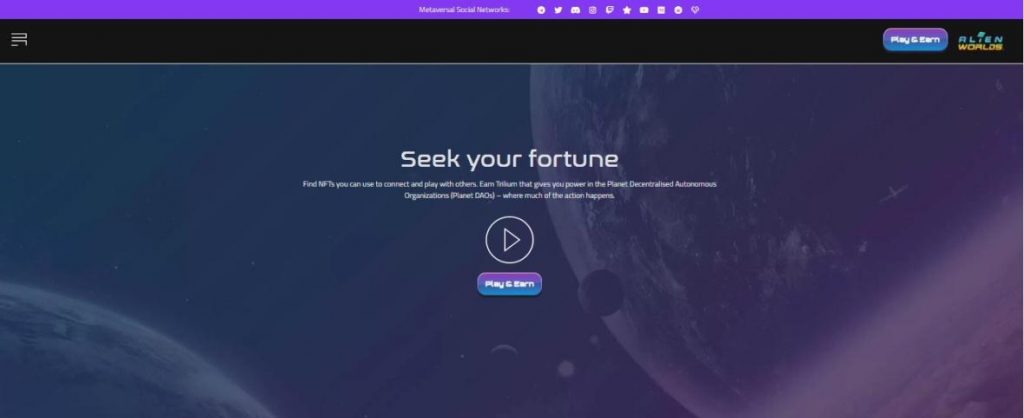 Metaversal Social Networks:
Play & Earn
ALIEN
WORLDS
Seek your fortune
Find NFTs you can use to connect and play with others. Earn Trilium that gives you power in the Planet Decentralised Autonomous
Organizations (Planet DAOs) – where much of the action happens.
Play & Earn